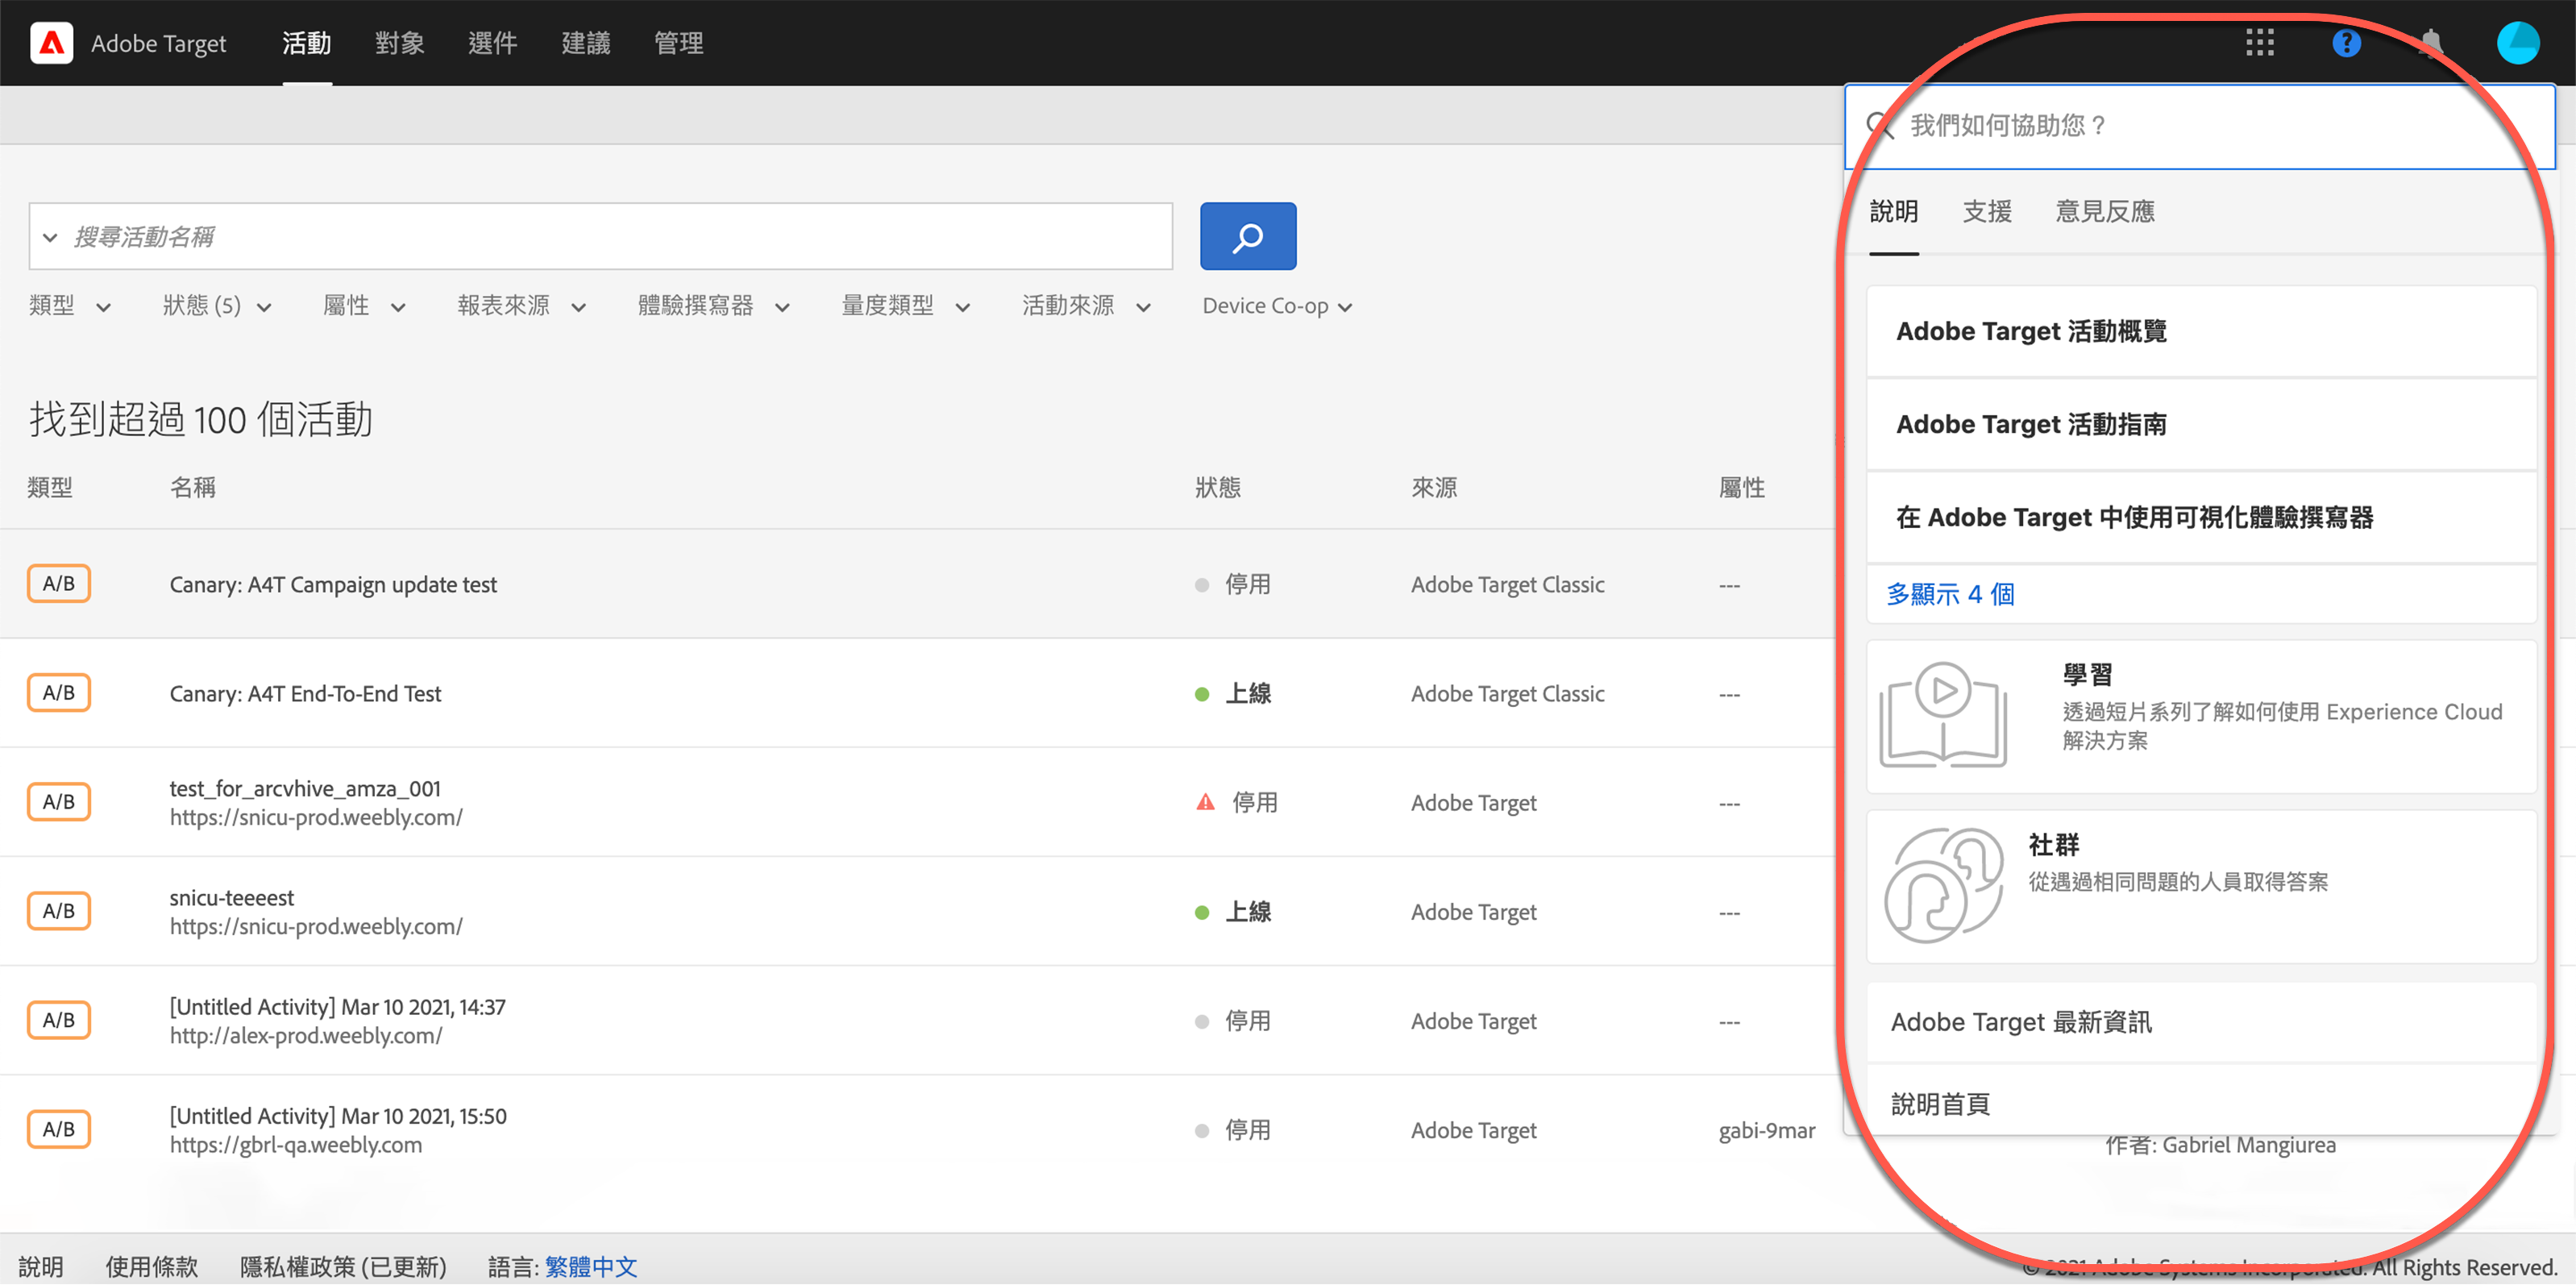 Adobe Target 活動 對象 選件 建議 管理
我們如何協助您？
說明 支援 意見反應
搜尋活動名稱
類型 狀態 (5) 屬性 報表來源 體驗撰寫器 量度類型 活動來源 Device Co-op
找到超過 100 個活動
類型 名稱 狀態 來源 屬性
A/B Canary: A4T Campaign update test 停用 Adobe Target Classic ---
A/B Canary: A4T End-To-End Test 上線 Adobe Target Classic ---
A/B test_for_arcvhive_amza_001 停用 Adobe Target ---
https://snicu-prod.weebly.com/
A/B snicu-teeeest 上線 Adobe Target ---
https://snicu-prod.weebly.com/
A/B [Untitled Activity] Mar 10 2021, 14:37 停用 Adobe Target ---
http://alex-prod.weebly.com/
A/B [Untitled Activity] Mar 10 2021, 15:50 停用 Adobe Target gabi-9mar
https://gbrl-qa.weebly.com
Adobe Target 活動概覽
Adobe Target 活動指南
在 Adobe Target 中使用可視化體驗撰寫器
多顯示 4 個
學習
透過短片系列了解如何使用 Experience Cloud
解決方案
社群
從遇過相同問題的人員取得答案
Adobe Target 最新資訊
說明首頁
作者: Gabriel Mangiurea
說明 使用條款 隱私權政策 (已更新) 語言: 繁體中文
© 2021 Adobe Systems Incorporated. All Rights Reserved.